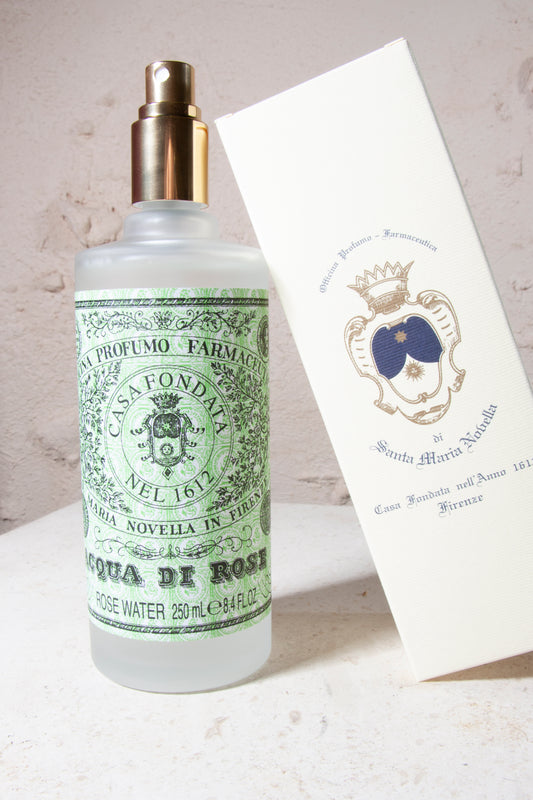 PROFUMO FARMACEU
CASA FONDATA
NEL 1612
MARIA NOVELLA IN FIREN
ACQUA DI ROSE
ROSE WATER 250 mL ℮ 8.4 FL OZ
Officina Profumo - Farmaceutica
di
Santa Maria Novella
Casa Fondata nell'Anno 1612
Firenze